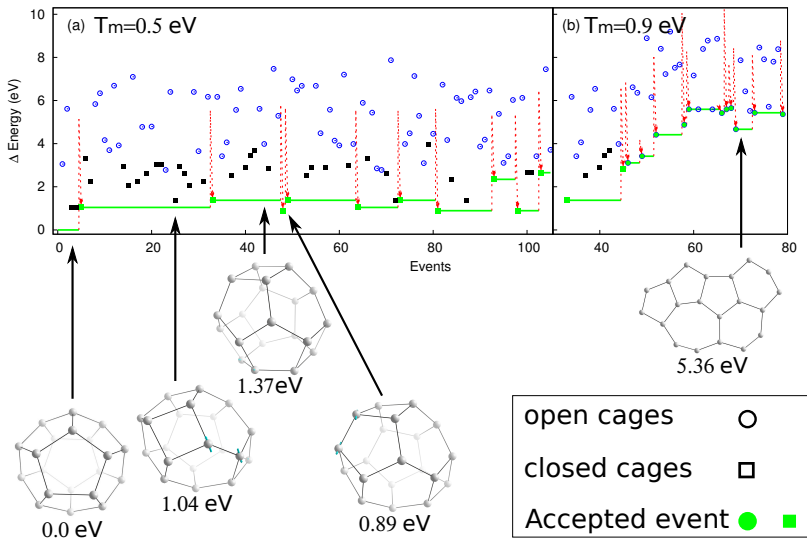 (a) Tm=0.5 eV
(b) Tm=0.9 eV
Δ Energy (eV)
10
8
6
4
2
0
0 20 40 60 80 100
40 50 60 70 80
Events
1.37eV
5.36 eV
1.04 eV
0.0 eV
0.89 eV
open cages
closed cages
Accepted event